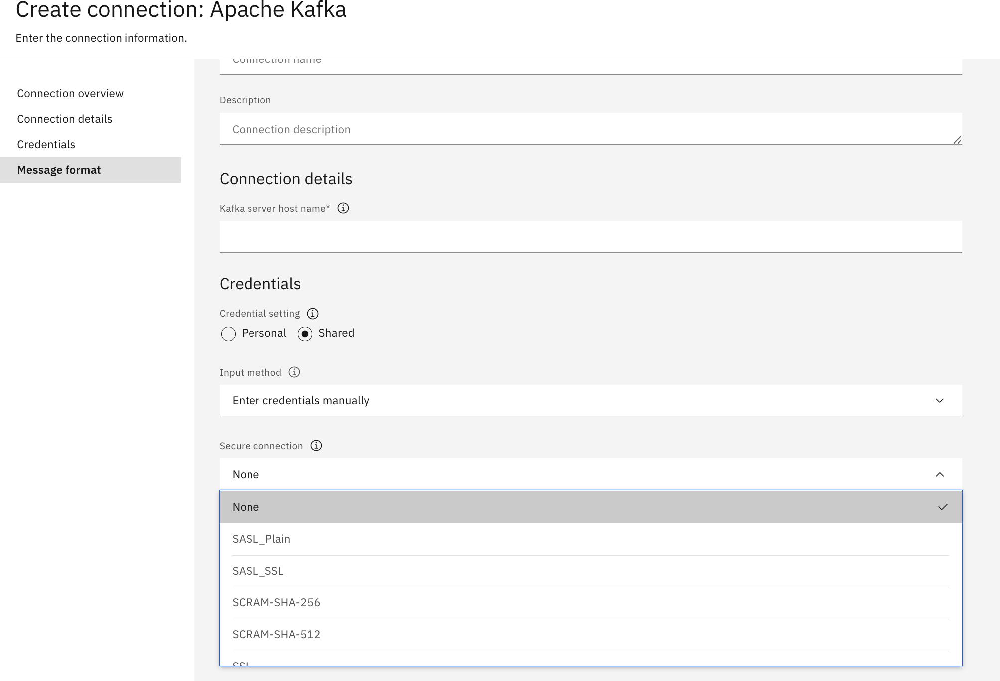 Create connection: Apache Kafka
Enter the connection information.
Connection overview
Connection details
Credentials
Message format
Connection name
Description
Connection description
Connection details
Kafka server host name*
Credentials
Credential setting
Personal
Shared
Input method
Enter credentials manually
Secure connection
None
None
SASL_Plain
SASL_SSL
SCRAM-SHA-256
SCRAM-SHA-512
SSL